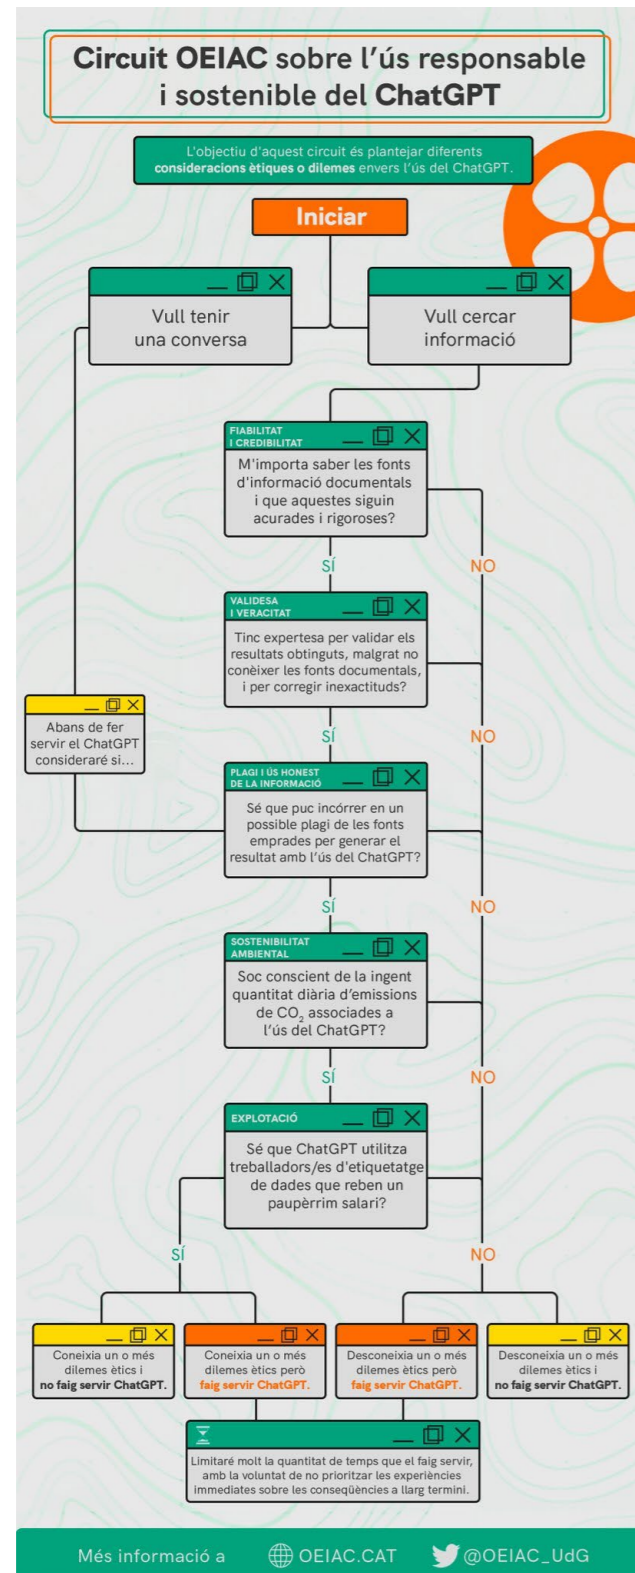 Circuit OEIAC sobre l'ús responsable
i sostenible del ChatGPT
L'objectiu d'aquest circuit és plantejar diferents
consideracions ètiques o dilemes envers l'ús del ChatGPT.
Iniciar
Vull tenir
una conversa
Vull cercar
informació
FIABILITAT
I CREDIBILITAT
M'importa saber les fonts
d'informació documentals
i que aquestes siguin
acurades i rigoroses?
SÍ
NO
VALIDESA
I VERACITAT
Tinc expertesa per validar els
resultats obtinguts, malgrat no
conèixer les fonts documentals,
i per corregir inexactituds?
Abans de fer
servir el ChatGPT
consideraré si...
SÍ
NO
PLAGI I ÚS HONEST
DE LA INFORMACIÓ
Sé que puc incórrer en un
possible plagi de les fonts
emprades per generar el
resultat amb l'ús del ChatGPT?
SÍ
NO
SOSTENIBILITAT
AMBIENTAL
Soc conscient de la ingent
quantitat diària d'emissions
de CO₂ associades a
l'ús del ChatGPT?
SÍ
NO
EXPLOTACIÓ
Sé que ChatGPT utilitza
treballadors/es d'etiquetatge
de dades que reben un
paupèrrim salari?
SÍ
NO
Coneixia un o més
dilemes ètics i
no faig servir ChatGPT.
Coneixia un o més
dilemes ètics però
faig servir ChatGPT.
Desconeixia un o més
dilemes ètics però
faig servir ChatGPT.
Desconeixia un o més
dilemes ètics i
no faig servir ChatGPT.
Limitaré molt la quantitat de temps que el faig servir,
amb la voluntat de no prioritzar les experiències
immediates sobre les conseqüències a llarg termini.
Més informació a OEIAC.CAT @OEIAC_UdG